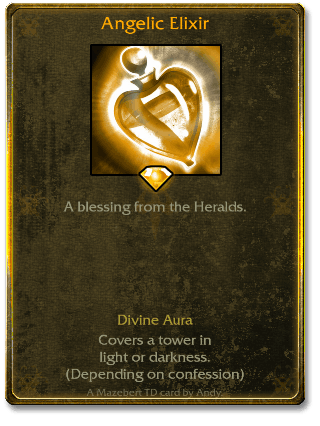 Angelic Elixir
A blessing from the Heralds.
Divine Aura
Covers a tower in
light or darkness.
(Depending on confession)
A Mazebert TD card by Andy.